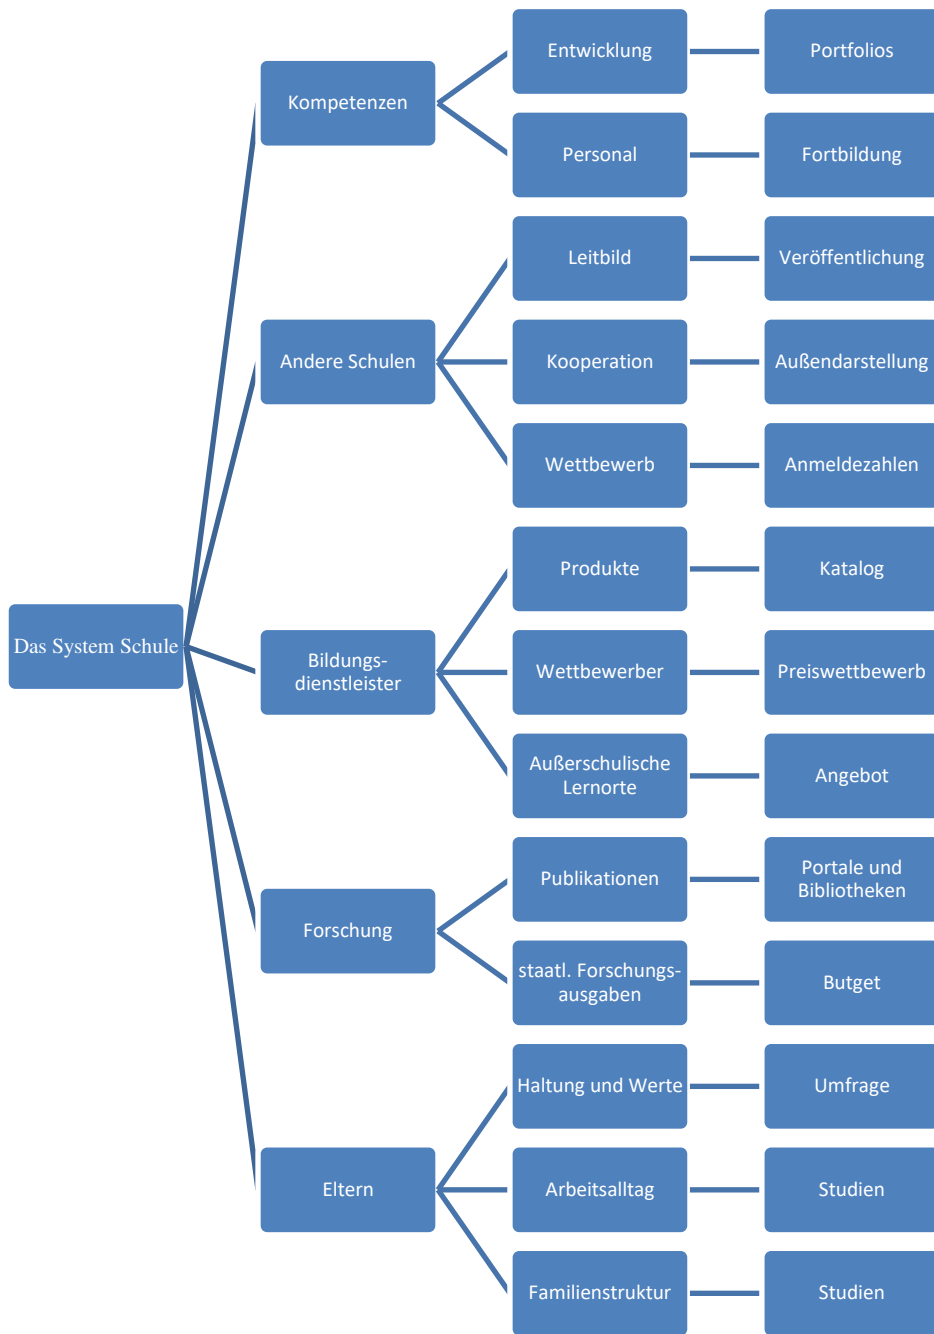 Das System Schule
Kompetenzen
Entwicklung
Portfolios
Personal
Fortbildung
Andere Schulen
Leitbild
Veröffentlichung
Kooperation
Außendarstellung
Wettbewerb
Anmeldezahlen
Bildungs-
dienstleister
Produkte
Katalog
Wettbewerber
Preiswettbewerb
Außerschulische
Lernorte
Angebot
Forschung
Publikationen
Portale und
Bibliotheken
staatl. Forschungs-
ausgaben
Butget
Eltern
Haltung und Werte
Umfrage
Arbeitsalltag
Studien
Familienstruktur
Studien